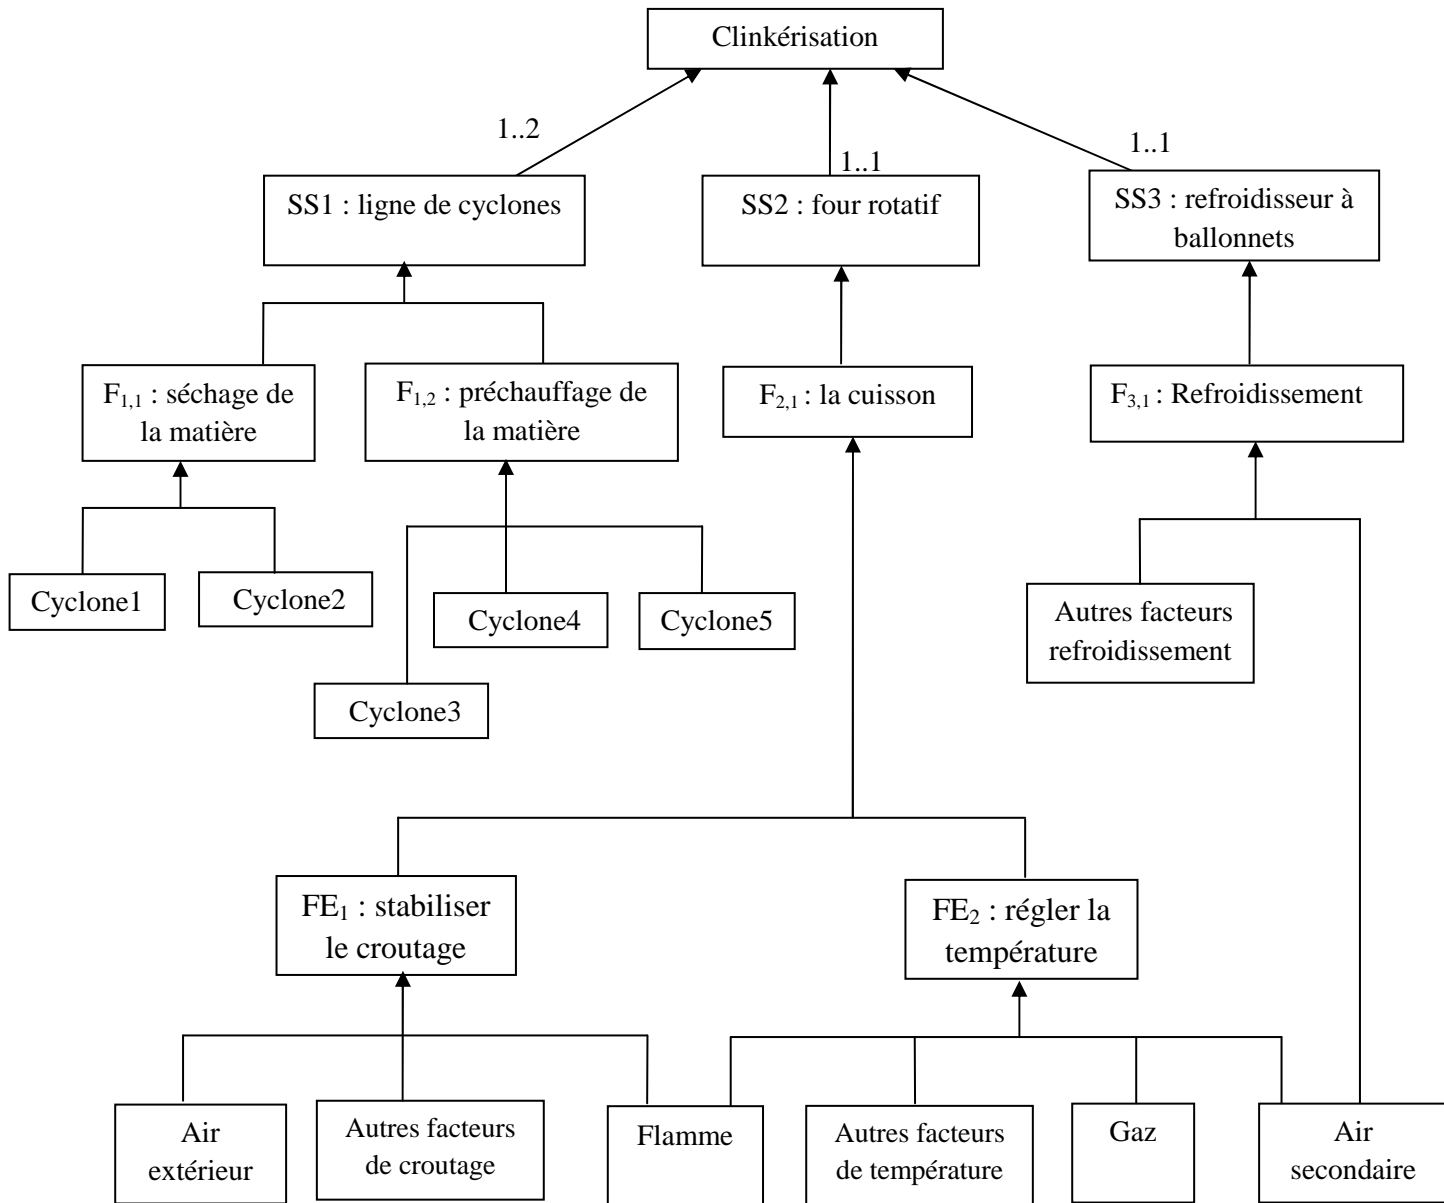 Clinkérisation
1..2
1..1
1..1
SS1 : ligne de cyclones
SS2 : four rotatif
SS3 : refroidisseur à
ballonnets
F1,1 : séchage de
la matière
F1,2 : préchauffage de
la matière
F2,1 : la cuisson
F3,1 : Refroidissement
Cyclone1
Cyclone2
Cyclone4
Cyclone5
Cyclone3
Autres facteurs
refroidissement
FE1 : stabiliser
le croutage
FE2 : régler la
température
Air
extérieur
Autres facteurs
de croutage
Flamme
Autres facteurs
de température
Gaz
Air
secondaire